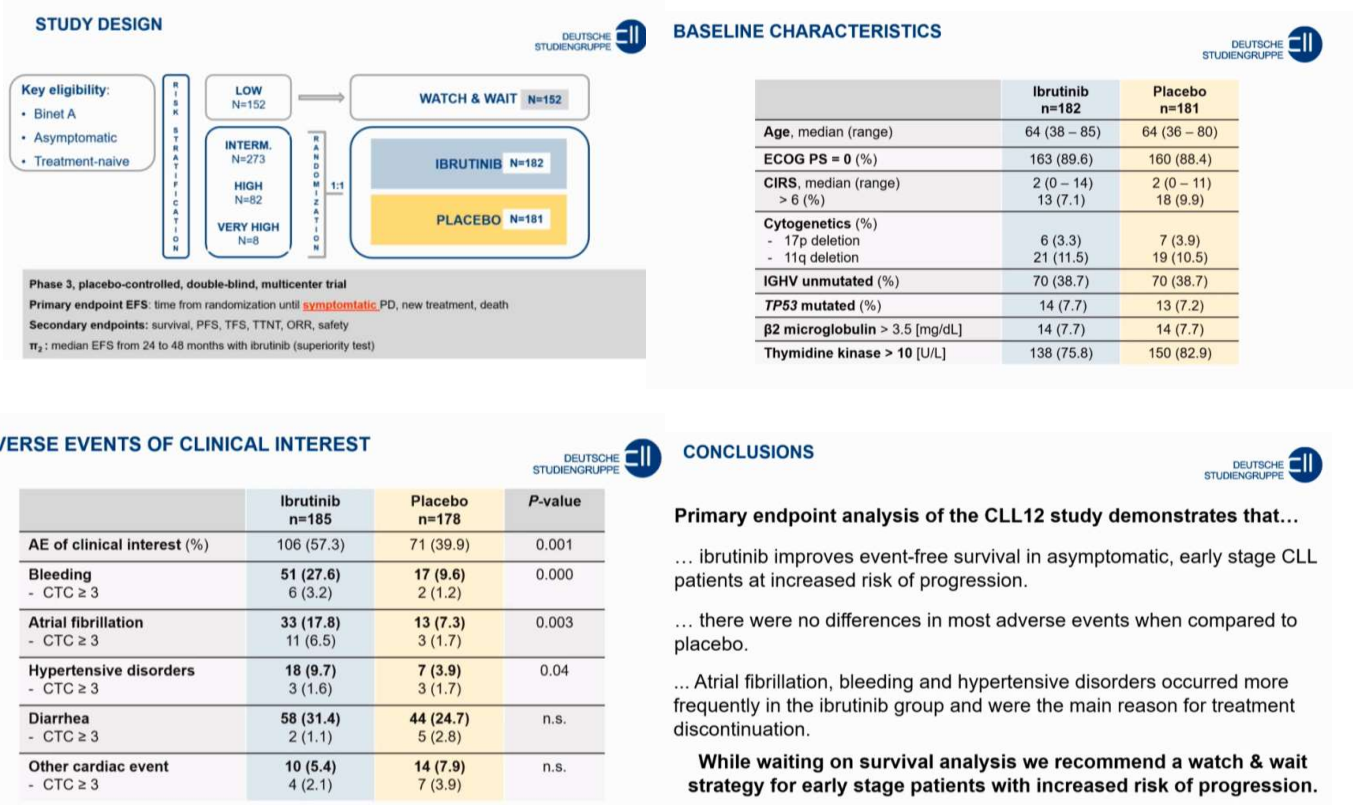 STUDY DESIGN
DEUTSCHE
STUDIENGRUPPE CLL
Key eligibility:
• Binet A
• Asymptomatic
• Treatment-naive
RISK STRATIFICATION
LOW
N=152
INTERM.
N=273
HIGH
N=82
VERY HIGH
N=8
RANDOMIZATION
1:1
WATCH & WAIT N=152
IBRUTINIB N=182
PLACEBO N=181
Phase 3, placebo-controlled, double-blind, multicenter trial
Primary endpoint EFS: time from randomization until symptomtatic PD, new treatment, death
Secondary endpoints: survival, PFS, TFS, TTNT, ORR, safety
π₂ : median EFS from 24 to 48 months with ibrutinib (superiority test)
BASELINE CHARACTERISTICS
DEUTSCHE
STUDIENGRUPPE CLL
Ibrutinib Placebo
n=182 n=181
Age, median (range) 64 (38 – 85) 64 (36 – 80)
ECOG PS = 0 (%) 163 (89.6) 160 (88.4)
CIRS, median (range) 2 (0 – 14) 2 (0 – 11)
> 6 (%) 13 (7.1) 18 (9.9)
Cytogenetics (%)
- 17p deletion 6 (3.3) 7 (3.9)
- 11q deletion 21 (11.5) 19 (10.5)
IGHV unmutated (%) 70 (38.7) 70 (38.7)
TP53 mutated (%) 14 (7.7) 13 (7.2)
β2 microglobulin > 3.5 [mg/dL] 14 (7.7) 14 (7.7)
Thymidine kinase > 10 [U/L] 138 (75.8) 150 (82.9)
VERSE EVENTS OF CLINICAL INTEREST
DEUTSCHE
STUDIENGRUPPE CLL
Ibrutinib Placebo P-value
n=185 n=178
AE of clinical interest (%) 106 (57.3) 71 (39.9) 0.001
Bleeding 51 (27.6) 17 (9.6) 0.000
- CTC ≥ 3 6 (3.2) 2 (1.2)
Atrial fibrillation 33 (17.8) 13 (7.3) 0.003
- CTC ≥ 3 11 (6.5) 3 (1.7)
Hypertensive disorders 18 (9.7) 7 (3.9) 0.04
- CTC ≥ 3 3 (1.6) 3 (1.7)
Diarrhea 58 (31.4) 44 (24.7) n.s.
- CTC ≥ 3 2 (1.1) 5 (2.8)
Other cardiac event 10 (5.4) 14 (7.9) n.s.
- CTC ≥ 3 4 (2.1) 7 (3.9)
CONCLUSIONS
DEUTSCHE
STUDIENGRUPPE CLL
Primary endpoint analysis of the CLL12 study demonstrates that…
… ibrutinib improves event-free survival in asymptomatic, early stage CLL
patients at increased risk of progression.
… there were no differences in most adverse events when compared to
placebo.
... Atrial fibrillation, bleeding and hypertensive disorders occurred more
frequently in the ibrutinib group and were the main reason for treatment
discontinuation.
While waiting on survival analysis we recommend a watch & wait
strategy for early stage patients with increased risk of progression.